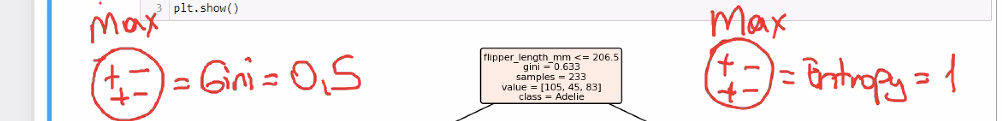 3 plt.show()
Max
+ -
+ -
= Gini = 0,5
flipper_length_mm <= 206.5
gini = 0.633
samples = 233
value = [105, 45, 83]
class = Adelie
Max
+ -
+ -
= Entropy = 1